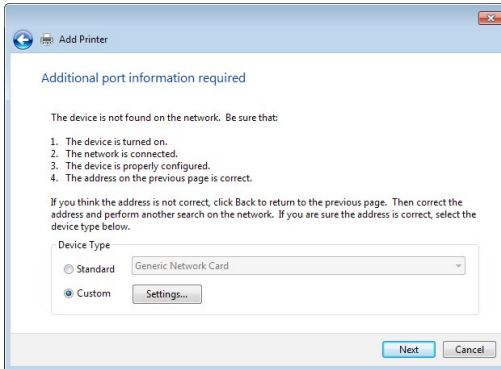 Add Printer
Additional port information required
The device is not found on the network. Be sure that:
1. The device is turned on.
2. The network is connected.
3. The device is properly configured.
4. The address on the previous page is correct.
If you think the address is not correct, click Back to return to the previous page. Then correct the
address and perform another search on the network. If you are sure the address is correct, select the
device type below.
Device Type
Standard Generic Network Card
Custom Settings...
Next Cancel